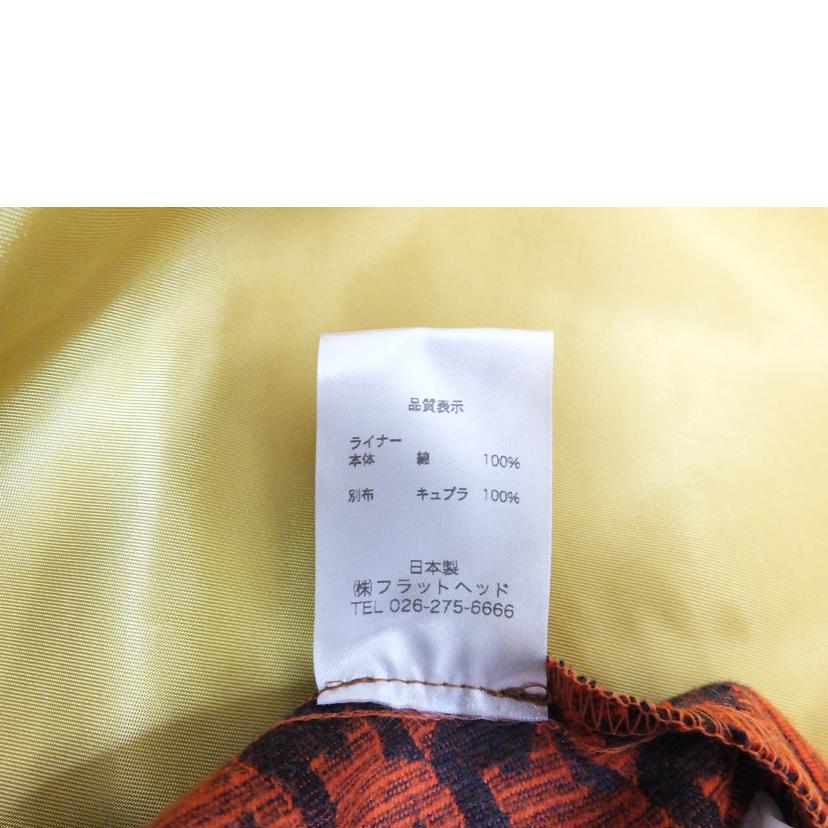 品質表示
ライナー
本体 綿 100%
別布 キュプラ 100%
日本製
㈱フラットヘッド
TEL 026-275-6666